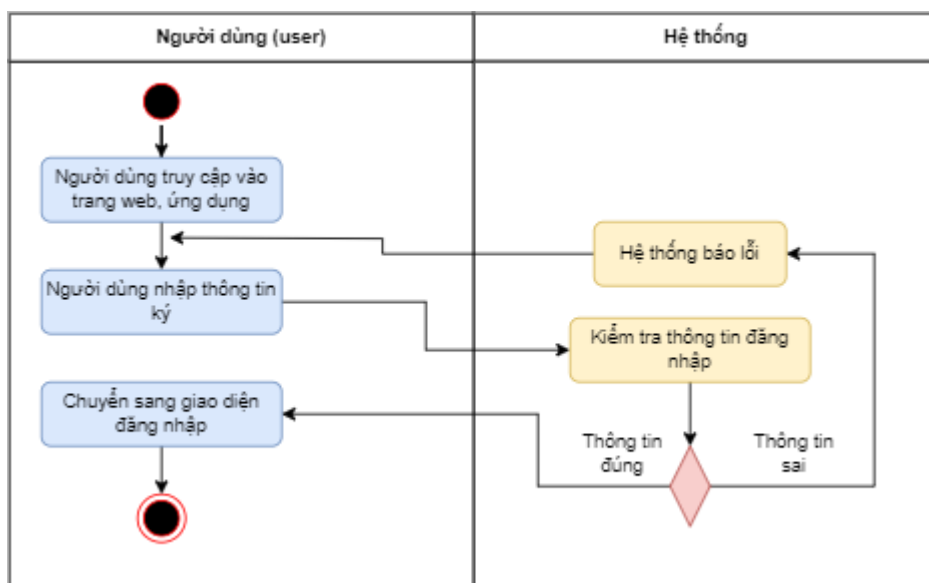 Người dùng (user)
Hệ thống
Người dùng truy cập vào
trang web, ứng dụng
Hệ thống báo lỗi
Người dùng nhập thông tin
ký
Kiểm tra thông tin đăng
nhập
Chuyển sang giao diện
đăng nhập
Thông tin
đúng
Thông tin
sai